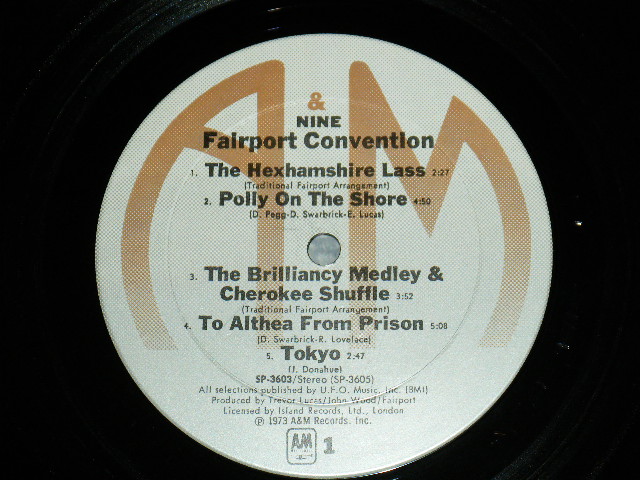 A&M
NINE
Fairport Convention
1. The Hexhamshire Lass 2:27
(Traditional Fairport Arrangement)
2. Polly On The Shore 4:50
(D. Pegg-D. Swarbrick-E. Lucas)
3. The Brilliancy Medley &
Cherokee Shuffle 3:52
(Traditional Fairport Arrangement)
4. To Althea From Prison 5:08
(D. Swarbrick-R. Lovelace)
5. Tokyo 2:47
(J. Donahue)
SP-3603/Stereo (SP-3605)
All selections published by U.F.O. Music, Inc. (BMI)
Produced by Trevor Lucas/John Wood/Fairport
Licensed by Island Records, Ltd., London
℗ 1973 A&M Records, Inc.
AM 1